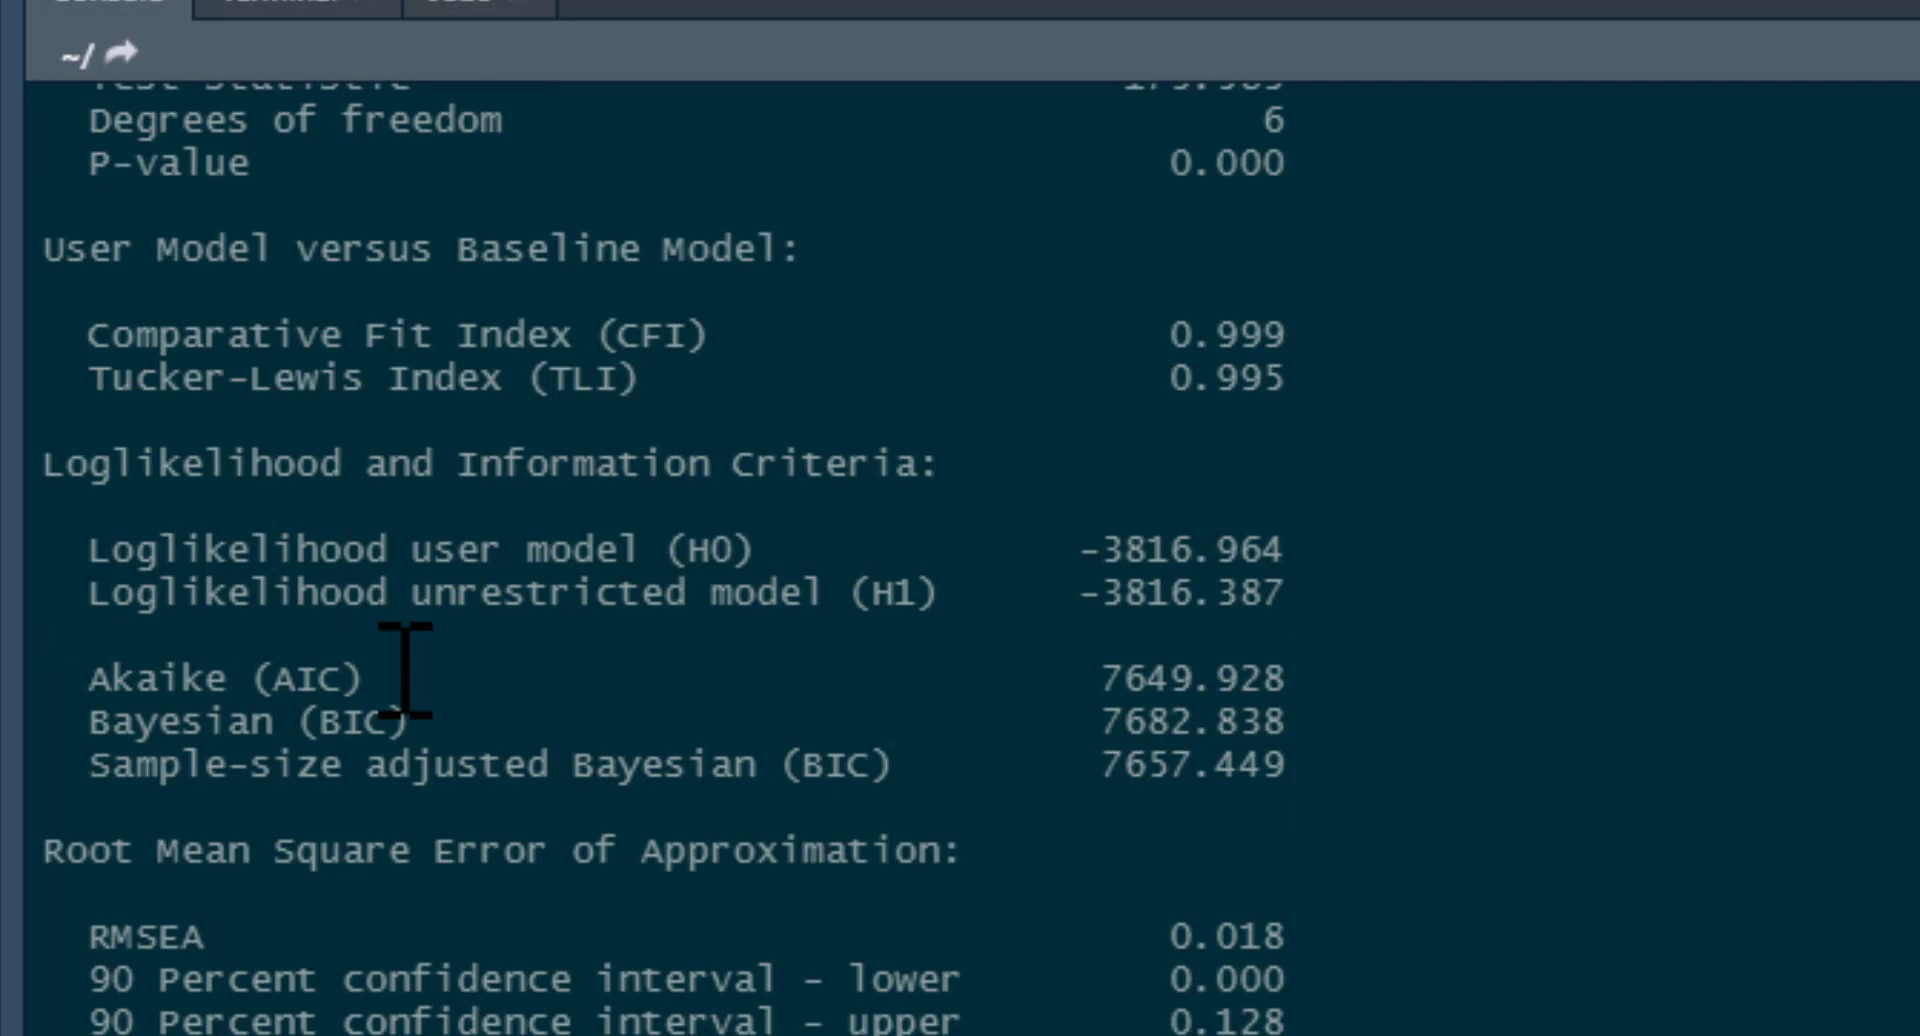 ~/
Test Statistic
Degrees of freedom 6
P-value 0.000
User Model versus Baseline Model:
Comparative Fit Index (CFI) 0.999
Tucker-Lewis Index (TLI) 0.995
Loglikelihood and Information Criteria:
Loglikelihood user model (H0) -3816.964
Loglikelihood unrestricted model (H1) -3816.387
Akaike (AIC) 7649.928
Bayesian (BIC) 7682.838
Sample-size adjusted Bayesian (BIC) 7657.449
Root Mean Square Error of Approximation:
RMSEA 0.018
90 Percent confidence interval - lower 0.000
90 Percent confidence interval - upper 0.128